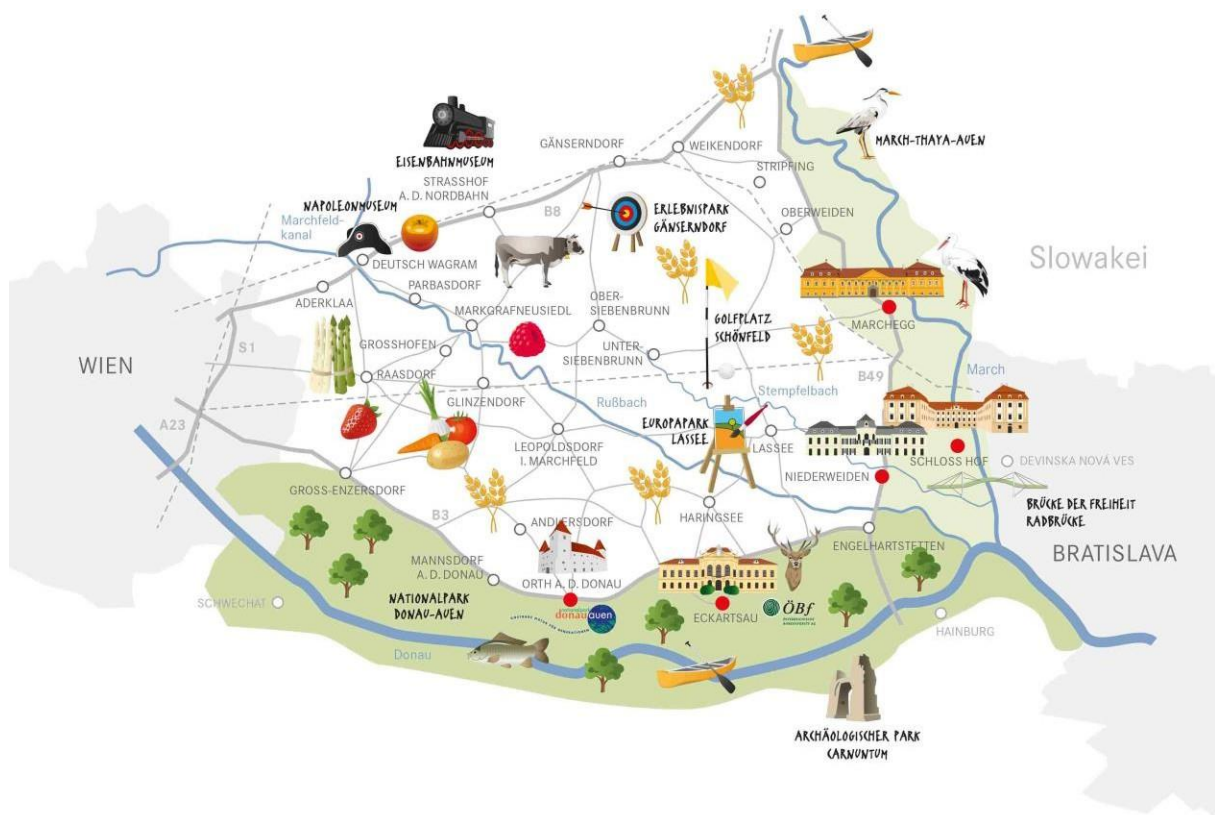 MARCH-THAYA-AUEN
EISENBAHNMUSEUM
GÄNSERNDORF
WEIKENDORF
STRIPFING
STRASSHOF
A. D. NORDBAHN
NAPOLEONMUSEUM
Marchfeld-
kanal
B8
ERLEBNISPARK
GÄNSERNDORF
OBERWEIDEN
Slowakei
DEUTSCH WAGRAM
PARBASDORF
ADERKLAA
MARKGRAFNEUSIEDL
OBER-
SIEBENBRUNN
GOLFPLATZ
SCHÖNFELD
MARCHEGG
S1
GROSSHOFEN
UNTER-
SIEBENBRUNN
WIEN
RAASDORF
GLINZENDORF
Rußbach
Stempfelbach
B49
March
A23
EUROPAPARK
LASSEE
LASSEE
LEOPOLDSDORF
I. MARCHFELD
SCHLOSS HOF
DEVINSKA NOVÁ VES
NIEDERWEIDEN
GROSS-ENZERSDORF
BRÜCKE DER FREIHEIT
RADBRÜCKE
B3
ANDLERSDORF
HARINGSEE
ENGELHARTSTETTEN
BRATISLAVA
MANNSDORF
A. D. DONAU
ORTH A. D. DONAU
NATIONALPARK
DONAU-AUEN
SCHWECHAT
donauauen
ECKARTSAU
ÖBf
HAINBURG
Donau
ARCHÄOLOGISCHER PARK
CARNUNTUM